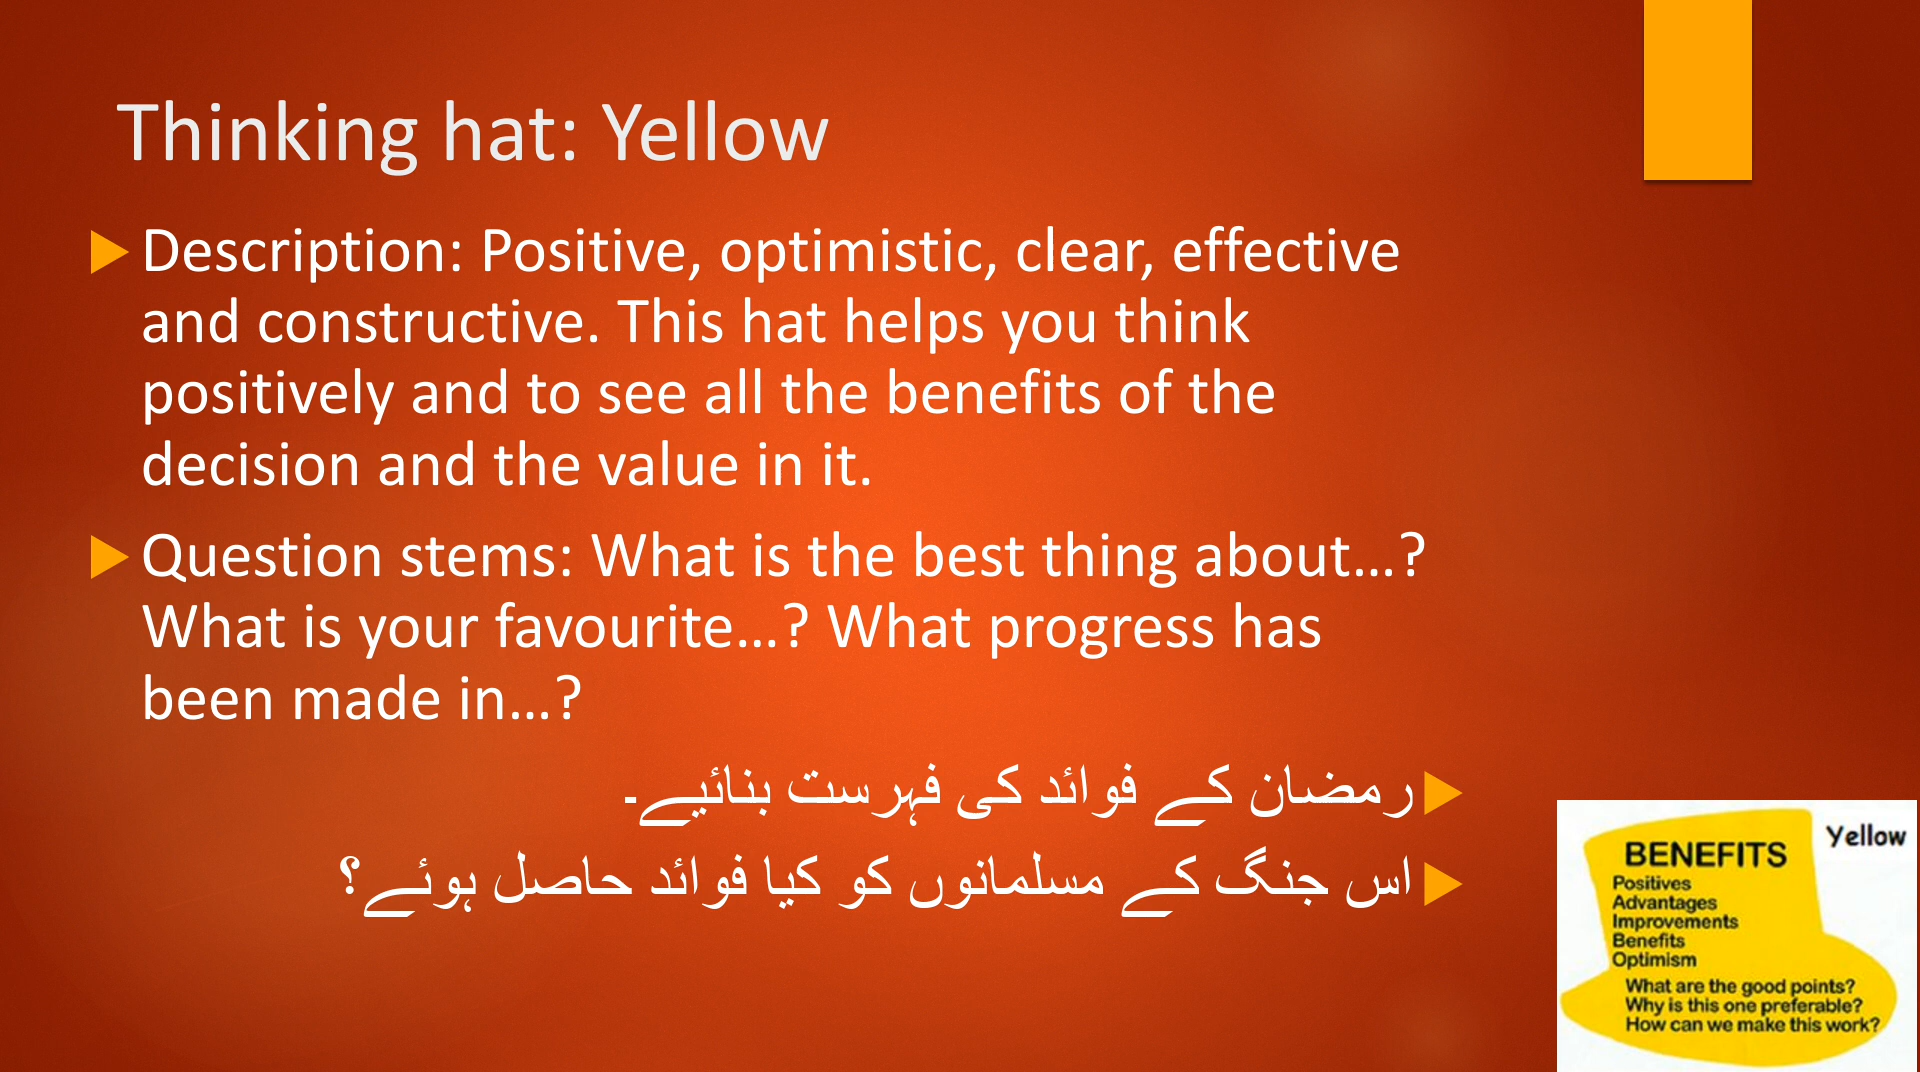 Thinking hat: Yellow
Description: Positive, optimistic, clear, effective
and constructive. This hat helps you think
positively and to see all the benefits of the
decision and the value in it.
Question stems: What is the best thing about…?
What is your favourite…? What progress has
been made in…?
رمضان کے فوائد کی فہرست بنائیے۔
اس جنگ کے مسلمانوں کو کیا فوائد حاصل ہوئے؟
Yellow
BENEFITS
Positives
Advantages
Improvements
Benefits
Optimism
What are the good points?
Why is this one preferable?
How can we make this work?